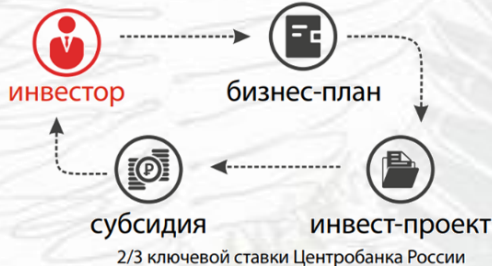 инвестор
бизнес-план
субсидия
инвест-проект
2/3 ключевой ставки Центробанка России